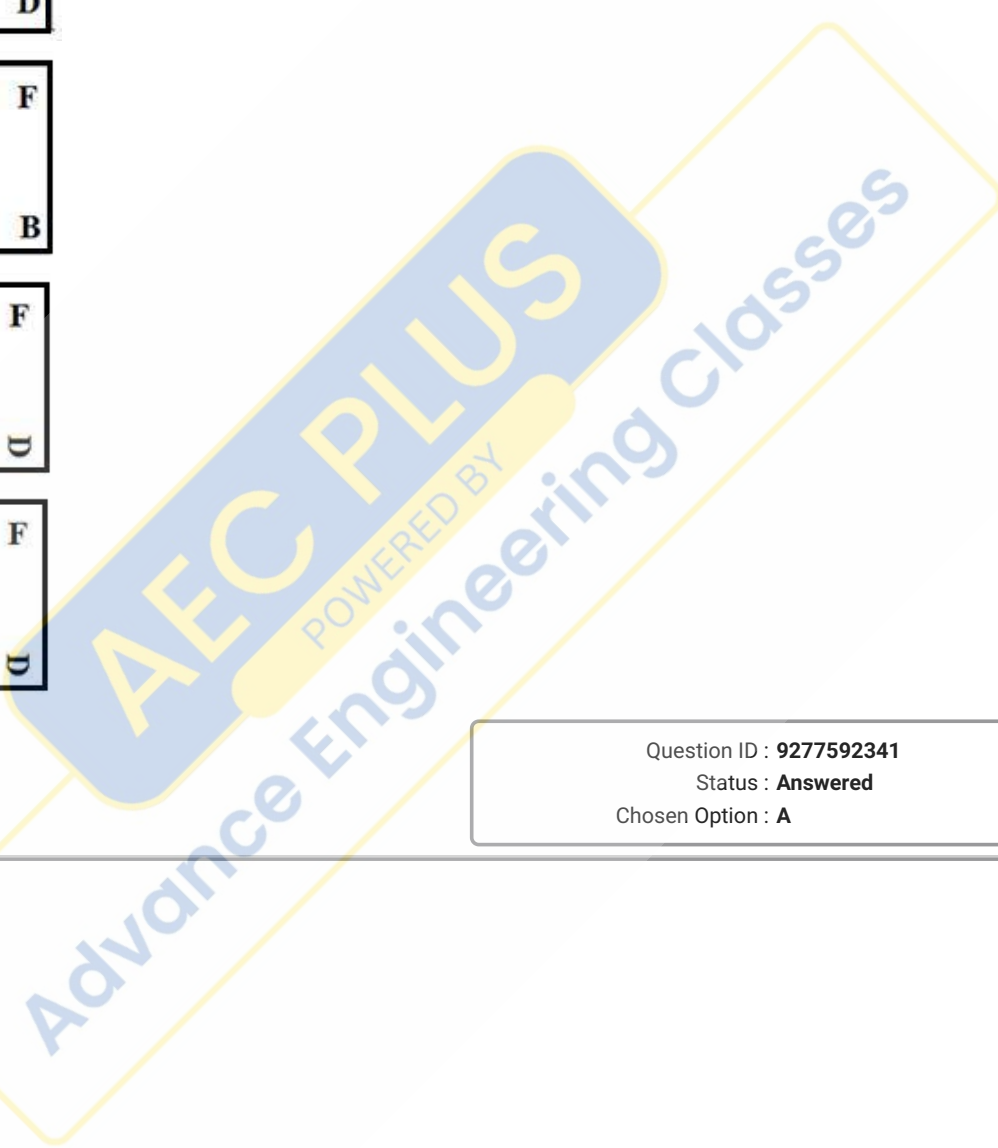 D
F
B
F
D
F
D
AEC PLUS
POWERED BY
Advance Engineering Classes
Question ID : 9277592341
Status : Answered
Chosen Option : A